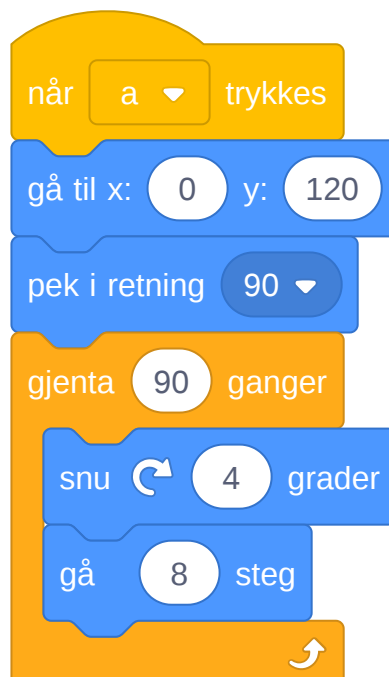 når a trykkes
gå til x: 0 y: 120
pek i retning 90
gjenta 90 ganger
snu 4 grader
gå 8 steg